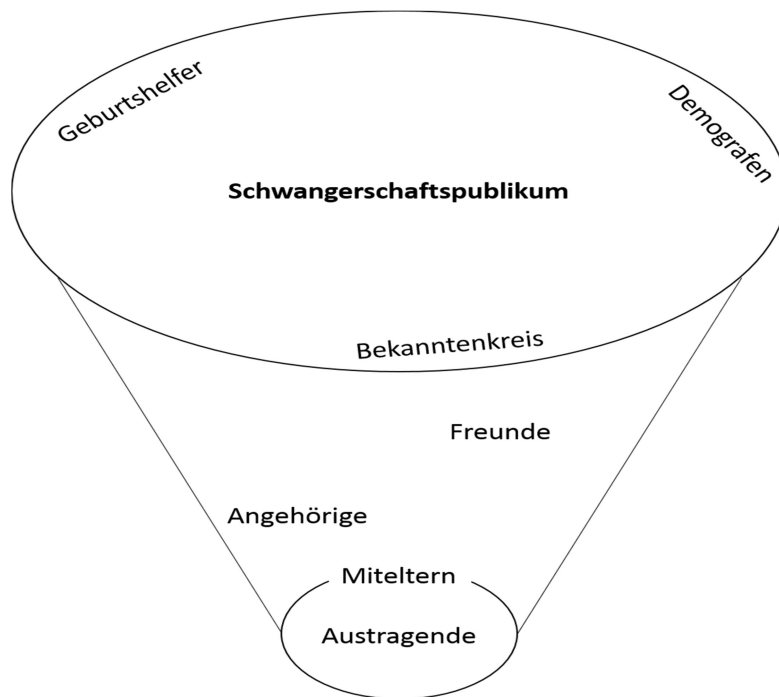 Geburtshelfer
Demografen
Schwangerschaftspublikum
Bekanntenkreis
Freunde
Angehörige
Miteltern
Austragende